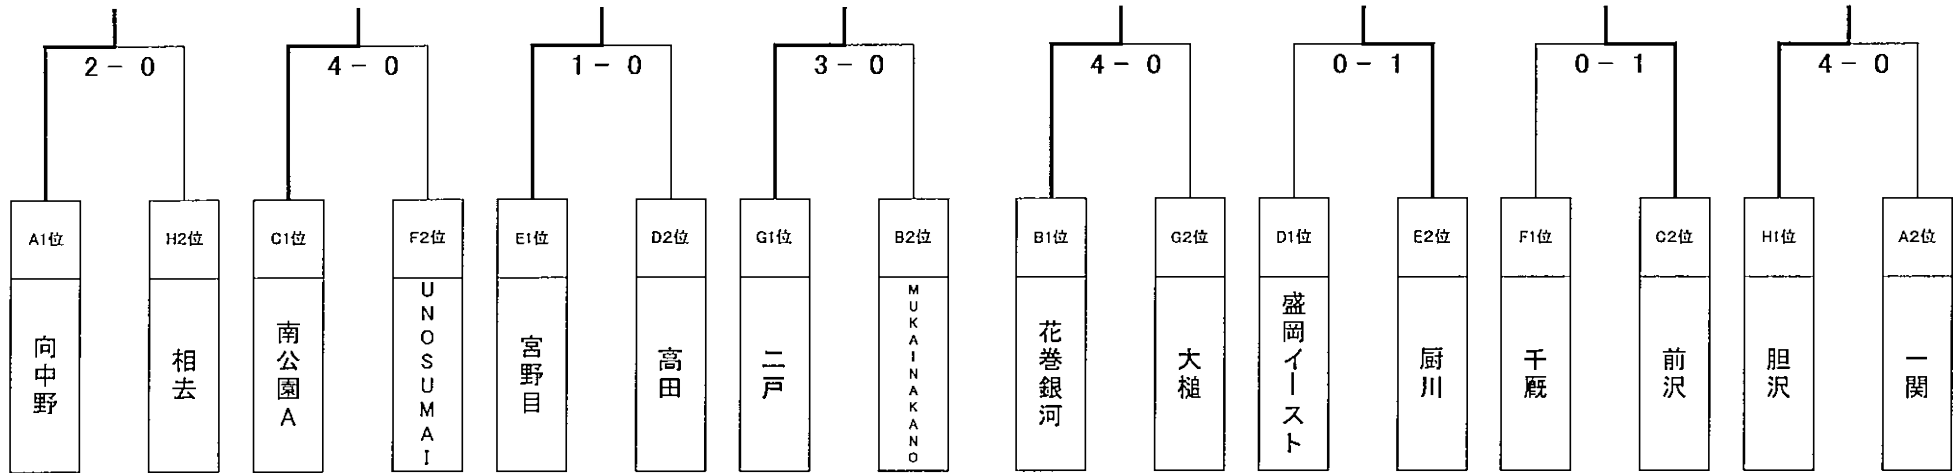 2 - 0
4 - 0
1 - 0
3 - 0
4 - 0
0 - 1
0 - 1
4 - 0
A1位
H2位
C1位
F2位
E1位
D2位
G1位
B2位
B1位
G2位
D1位
E2位
F1位
C2位
H1位
A2位
向中野
相去
南公園A
UNOSUMAI
宮野目
高田
二戸
MUKAINAKANO
花巻銀河
大槌
盛岡イースト
厨川
千厩
前沢
胆沢
一関